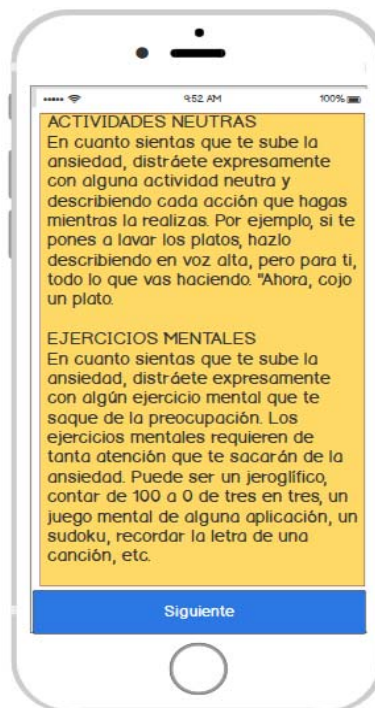 9:52 AM
100%
ACTIVIDADES NEUTRAS
En cuanto sientas que te sube la
ansiedad, distráete expresamente
con alguna actividad neutra y
describiendo cada acción que hagas
mientras la realizas. Por ejemplo, si te
pones a lavar los platos, hazlo
describiendo en voz alta, pero para ti,
todo lo que vas haciendo. "Ahora, cojo
un plato.
EJERCICIOS MENTALES
En cuanto sientas que te sube la
ansiedad, distráete expresamente
con algún ejercicio mental que te
saque de la preocupación. Los
ejercicios mentales requieren de
tanta atención que te sacarán de la
ansiedad. Puede ser un jeroglífico,
contar de 100 a 0 de tres en tres, un
juego mental de alguna aplicación, un
sudoku, recordar la letra de una
canción, etc.
Siguiente